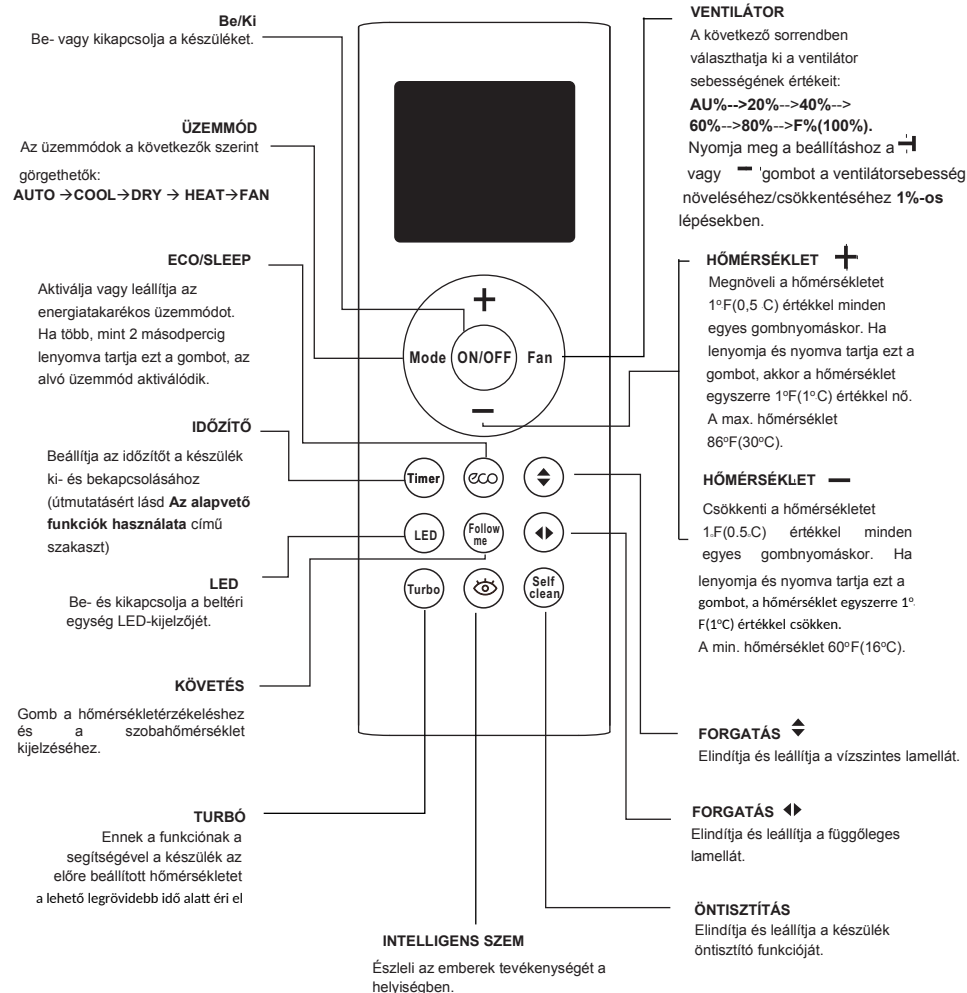 Be/Ki
Be- vagy kikapcsolja a készüléket.
ÜZEMMÓD
Az üzemmódok a következők szerint
görgethetők:
AUTO →COOL→DRY → HEAT→FAN
ECO/SLEEP
Aktiválja vagy leállítja az
energiatakarékos üzemmódot.
Ha több, mint 2 másodpercig
lenyomva tartja ezt a gombot, az
alvó üzemmód aktiválódik.
IDŐZÍTŐ
Beállítja az időzítőt a készülék
ki- és bekapcsolásához
(útmutatásért lásd Az alapvető
funkciók használata című
szakaszt)
LED
Be- és kikapcsolja a beltéri
egység LED-kijelzőjét.
KÖVETÉS
Gomb a hőmérsékletérzékeléshez
és a szobahőmérséklet
kijelzéséhez.
TURBÓ
Ennek a funkciónak a
segítségével a készülék az
előre beállított hőmérsékletet
a lehető legrövidebb idő alatt éri el
+
Mode ON/OFF Fan
−
Timer eco
LED Follow me
Turbo Self clean
INTELLIGENS SZEM
Észleli az emberek tevékenységét a
helyiségben.
VENTILÁTOR
A következő sorrendben
választhatja ki a ventilátor
sebességének értékeit:
AU%-->20%-->40%-->
60%-->80%-->F%(100%).
Nyomja meg a beállításhoz a +
vagy − 'gombot a ventilátorsebesség
növeléséhez/csökkentéséhez 1%-os
lépésekben.
HŐMÉRSÉKLET +
Megnöveli a hőmérsékletet
1°F(0,5 C) értékkel minden
egyes gombnyomáskor. Ha
lenyomja és nyomva tartja ezt a
gombot, akkor a hőmérséklet
egyszerre 1°F(1°C) értékkel nő.
A max. hőmérséklet
86°F(30°C).
HŐMÉRSÉKLET −
Csökkenti a hőmérsékletet
1°F(0.5°C) értékkel minden
egyes gombnyomáskor. Ha
lenyomja és nyomva tartja ezt a
gombot, a hőmérséklet egyszerre 1°
F(1°C) értékkel csökken.
A min. hőmérséklet 60°F(16°C).
FORGATÁS
Elindítja és leállítja a vízszintes lamellát.
FORGATÁS
Elindítja és leállítja a függőleges
lamellát.
ÖNTISZTÍTÁS
Elindítja és leállítja a készülék
öntisztító funkcióját.